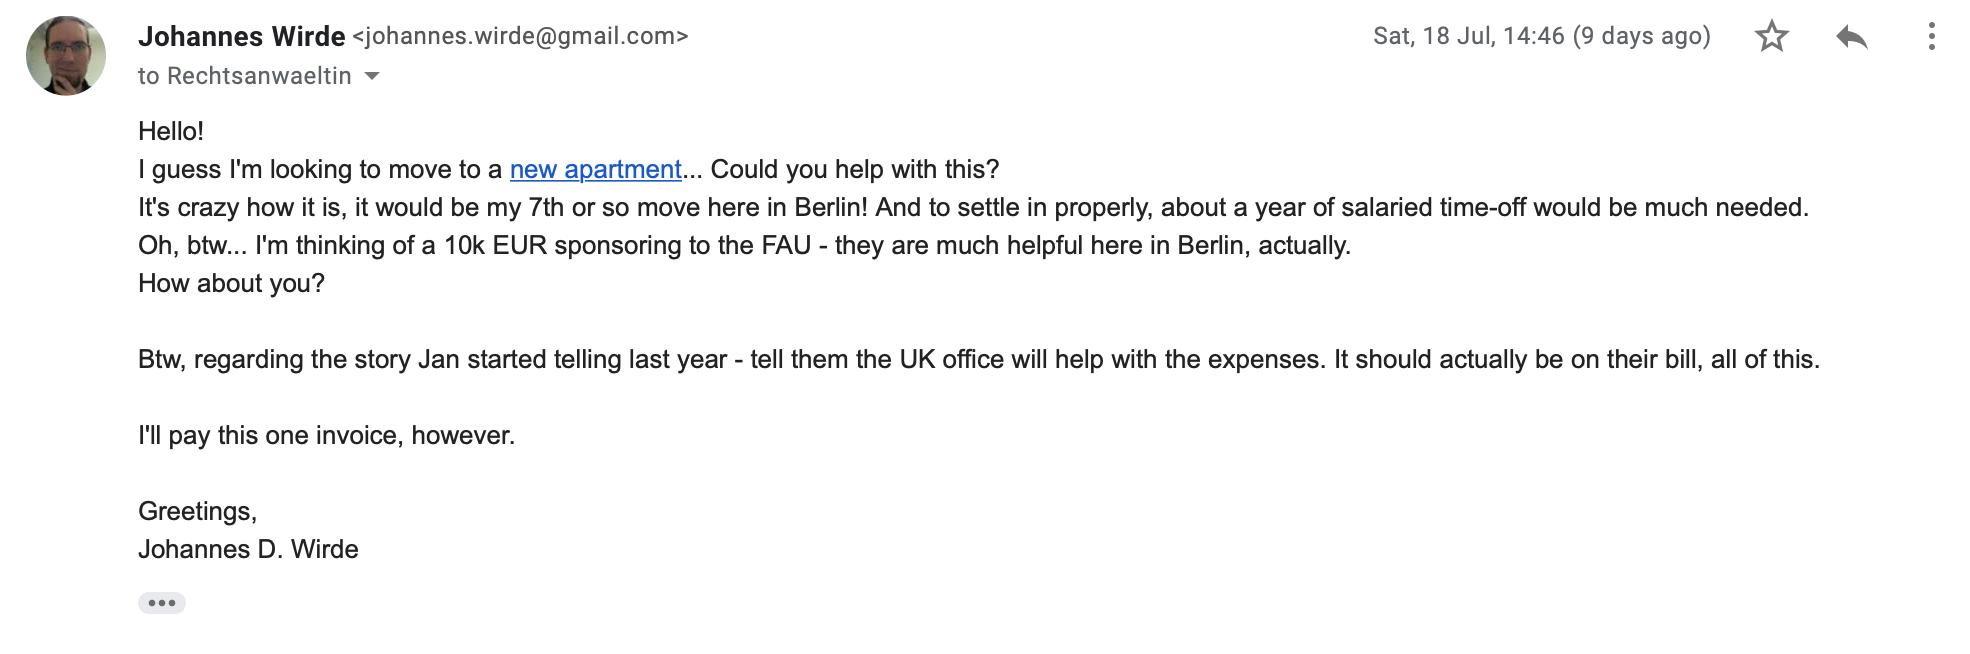 Johannes Wirde <johannes.wirde@gmail.com> Sat, 18 Jul, 14:46 (9 days ago)
to Rechtsanwaeltin
Hello!
I guess I'm looking to move to a new apartment... Could you help with this?
It's crazy how it is, it would be my 7th or so move here in Berlin! And to settle in properly, about a year of salaried time-off would be much needed.
Oh, btw... I'm thinking of a 10k EUR sponsoring to the FAU - they are much helpful here in Berlin, actually.
How about you?
Btw, regarding the story Jan started telling last year - tell them the UK office will help with the expenses. It should actually be on their bill, all of this.
I'll pay this one invoice, however.
Greetings,
Johannes D. Wirde